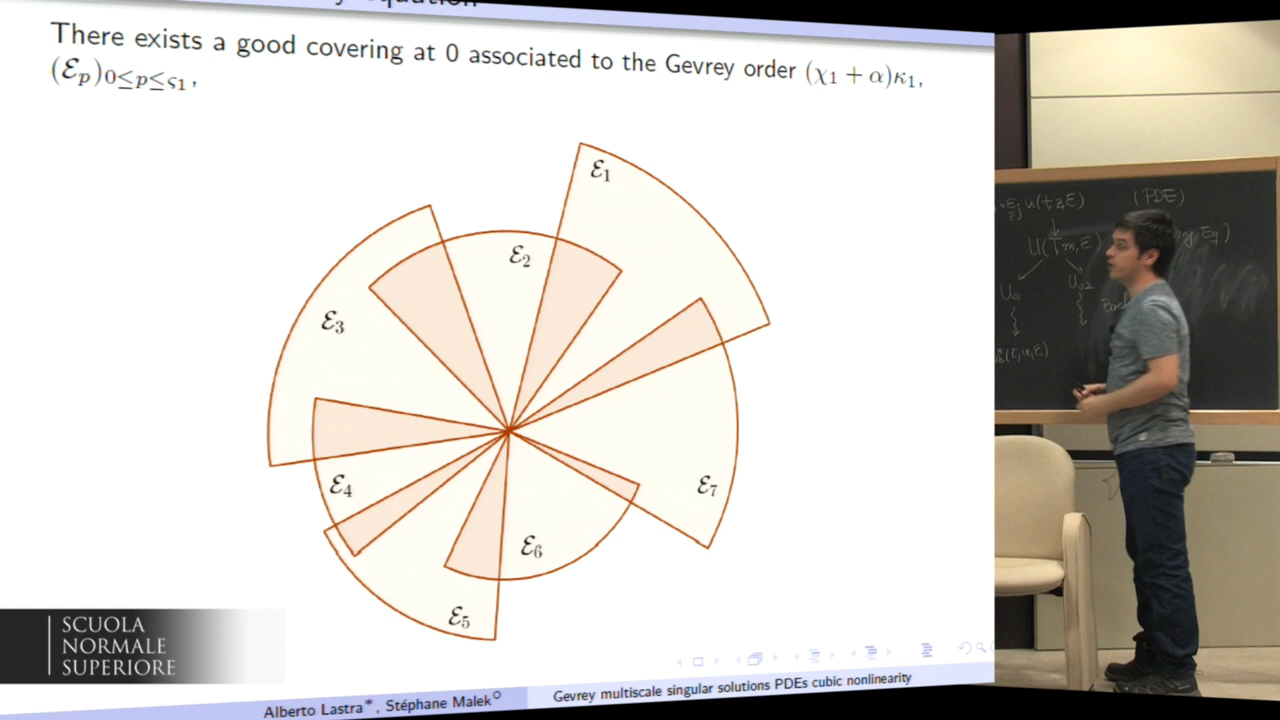 There exists a good covering at 0 associated to the Gevrey order (χ₁ + α)κ₁,
(ℰₚ)₀≤ₚ≤ς₁,
ℰ₁
ℰ₂
ℰ₃
ℰ₄
ℰ₅
ℰ₆
ℰ₇
SCUOLA
NORMALE
SUPERIORE
Alberto Lastra*, Stéphane Malek○
Gevrey multiscale singular solutions PDEs cubic nonlinearity
u(t,z,ε) (PDE)
U(T,m,ε)